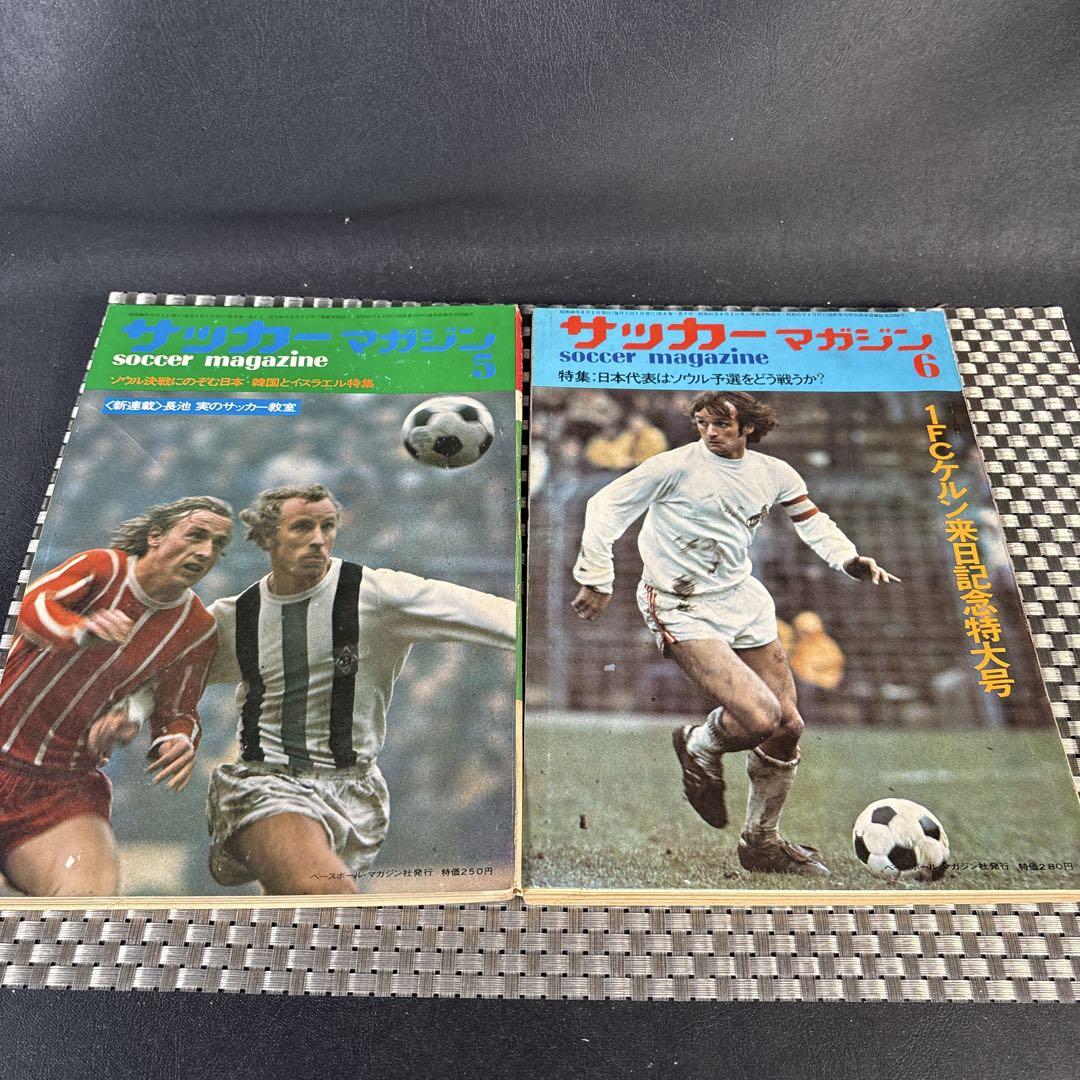 サッカーマガジン
soccer magazine
5
ソウル決戦にのぞむ日本・韓国とイスラエル特集
〈新連載〉長池 実のサッカー教室
ベースボール・マガジン社発行 特価250円
サッカーマガジン
soccer magazine
6
特集:日本代表はソウル予選をどう戦うか?
1FCケルン来日記念特大号
ベースボール・マガジン社発行 特価280円